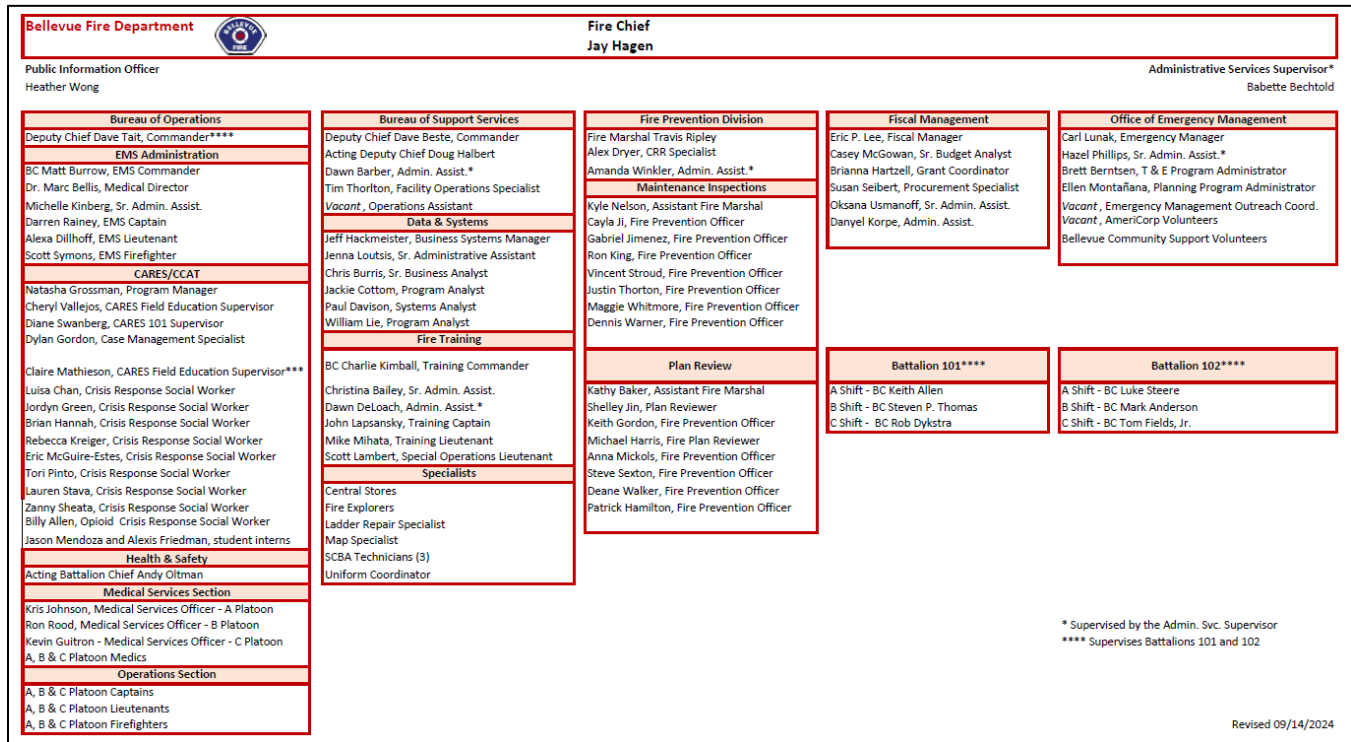 Bellevue Fire Department
BELLEVUE
FIRE
Fire Chief
Jay Hagen
Public Information Officer
Heather Wong
Administrative Services Supervisor*
Babette Bechtold
Bureau of Operations
Deputy Chief Dave Tait, Commander****
EMS Administration
BC Matt Burrow, EMS Commander
Dr. Marc Bellis, Medical Director
Michelle Kinberg, Sr. Admin. Assist.
Darren Rainey, EMS Captain
Alexa Dillhoff, EMS Lieutenant
Scott Symons, EMS Firefighter
CARES/CCAT
Natasha Grossman, Program Manager
Cheryl Vallejos, CARES Field Education Supervisor
Diane Swanberg, CARES 101 Supervisor
Dylan Gordon, Case Management Specialist
Claire Mathieson, CARES Field Education Supervisor***
Luisa Chan, Crisis Response Social Worker
Jordyn Green, Crisis Response Social Worker
Brian Hannah, Crisis Response Social Worker
Rebecca Kreiger, Crisis Response Social Worker
Eric McGuire-Estes, Crisis Response Social Worker
Tori Pinto, Crisis Response Social Worker
Lauren Stava, Crisis Response Social Worker
Zanny Sheata, Crisis Response Social Worker
Billy Allen, Opioid Crisis Response Social Worker
Jason Mendoza and Alexis Friedman, student interns
Health & Safety
Acting Battalion Chief Andy Oltman
Medical Services Section
Kris Johnson, Medical Services Officer - A Platoon
Ron Rood, Medical Services Officer - B Platoon
Kevin Guitron - Medical Services Officer - C Platoon
A, B & C Platoon Medics
Operations Section
A, B & C Platoon Captains
A, B & C Platoon Lieutenants
A, B & C Platoon Firefighters
Bureau of Support Services
Deputy Chief Dave Beste, Commander
Acting Deputy Chief Doug Halbert
Dawn Barber, Admin. Assist.*
Tim Thorlton, Facility Operations Specialist
Vacant, Operations Assistant
Data & Systems
Jeff Hackmeister, Business Systems Manager
Jenna Loutsis, Sr. Administrative Assistant
Chris Burris, Sr. Business Analyst
Jackie Cottom, Program Analyst
Paul Davison, Systems Analyst
William Lie, Program Analyst
Fire Training
BC Charlie Kimball, Training Commander
Christina Bailey, Sr. Admin. Assist.
Dawn DeLoach, Admin. Assist.*
John Lapsansky, Training Captain
Mike Mihata, Training Lieutenant
Scott Lambert, Special Operations Lieutenant
Specialists
Central Stores
Fire Explorers
Ladder Repair Specialist
Map Specialist
SCBA Technicians (3)
Uniform Coordinator
Fire Prevention Division
Fire Marshal Travis Ripley
Alex Dryer, CRR Specialist
Amanda Winkler, Admin. Assist.*
Maintenance Inspections
Kyle Nelson, Assistant Fire Marshal
Cayla Ji, Fire Prevention Officer
Gabriel Jimenez, Fire Prevention Officer
Ron King, Fire Prevention Officer
Vincent Stroud, Fire Prevention Officer
Justin Thorton, Fire Prevention Officer
Maggie Whitmore, Fire Prevention Officer
Dennis Warner, Fire Prevention Officer
Plan Review
Kathy Baker, Assistant Fire Marshal
Shelley Jin, Plan Reviewer
Keith Gordon, Fire Prevention Officer
Michael Harris, Fire Plan Reviewer
Anna Mickols, Fire Prevention Officer
Steve Sexton, Fire Prevention Officer
Deane Walker, Fire Prevention Officer
Patrick Hamilton, Fire Prevention Officer
Fiscal Management
Eric P. Lee, Fiscal Manager
Casey McGowan, Sr. Budget Analyst
Brianna Hartzell, Grant Coordinator
Susan Seibert, Procurement Specialist
Oksana Usmanoff, Sr. Admin. Assist.
Danyel Korpe, Admin. Assist.
Office of Emergency Management
Carl Lunak, Emergency Manager
Hazel Phillips, Sr. Admin. Assist.*
Brett Berntsen, T & E Program Administrator
Ellen Montañana, Planning Program Administrator
Vacant, Emergency Management Outreach Coord.
Vacant, AmeriCorp Volunteers
Bellevue Community Support Volunteers
Battalion 101****
A Shift - BC Keith Allen
B Shift - BC Steven P. Thomas
C Shift - BC Rob Dykstra
Battalion 102****
A Shift - BC Luke Steere
B Shift - BC Mark Anderson
C Shift - BC Tom Fields, Jr.
* Supervised by the Admin. Svc. Supervisor
**** Supervises Battalions 101 and 102
Revised 09/14/2024